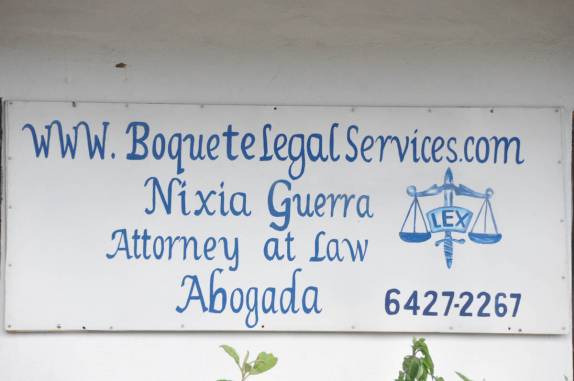 www. BoqueteLegalServices.com
Nixia Guerra
LEX
Attorney at Law
Abogada
6427-2267